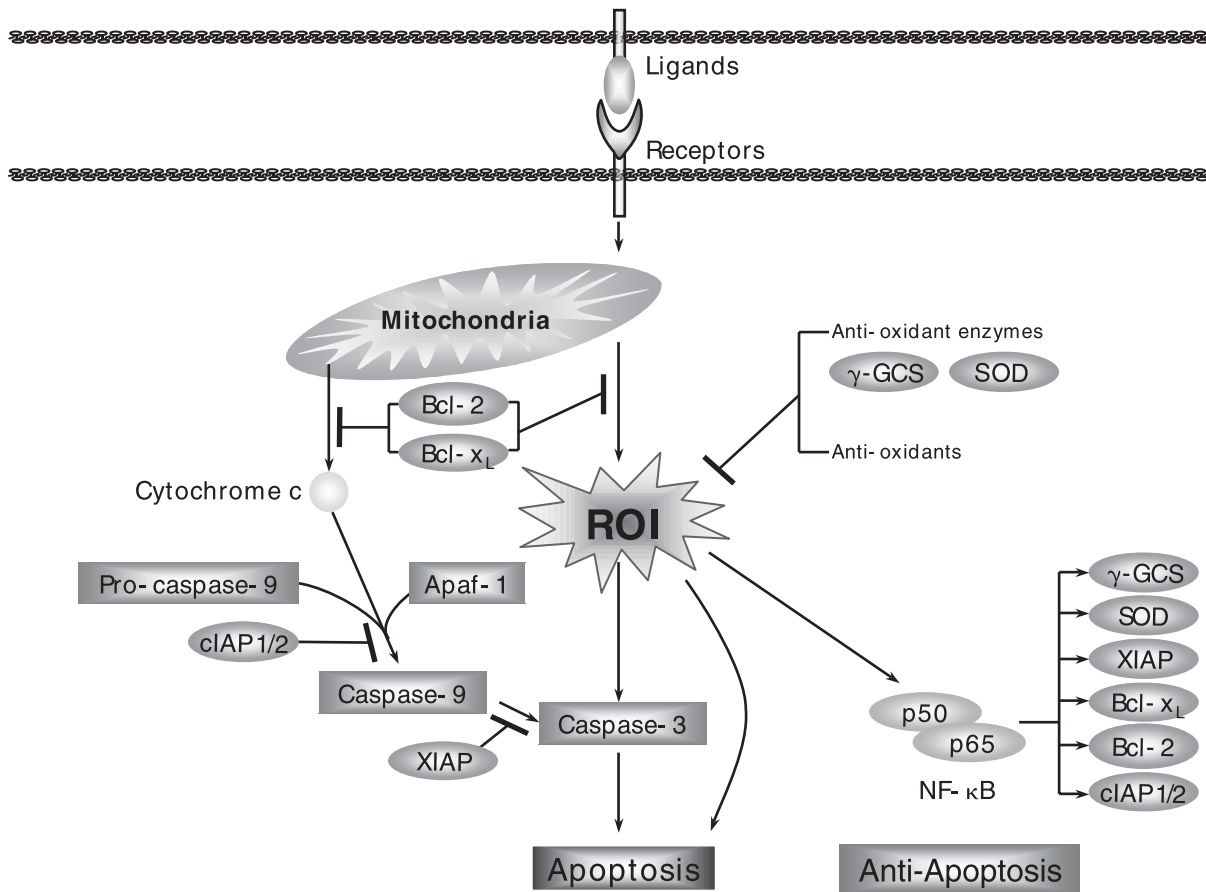 Ligands
Receptors
Mitochondria
Anti-oxidant enzymes
γ-GCS
SOD
Bcl-2
Bcl-xL
Anti-oxidants
Cytochrome c
ROI
Pro-caspase-9
Apaf-1
cIAP1/2
Caspase-9
Caspase-3
XIAP
p50
p65
NF-κB
γ-GCS
SOD
XIAP
Bcl-xL
Bcl-2
cIAP1/2
Apoptosis
Anti-Apoptosis